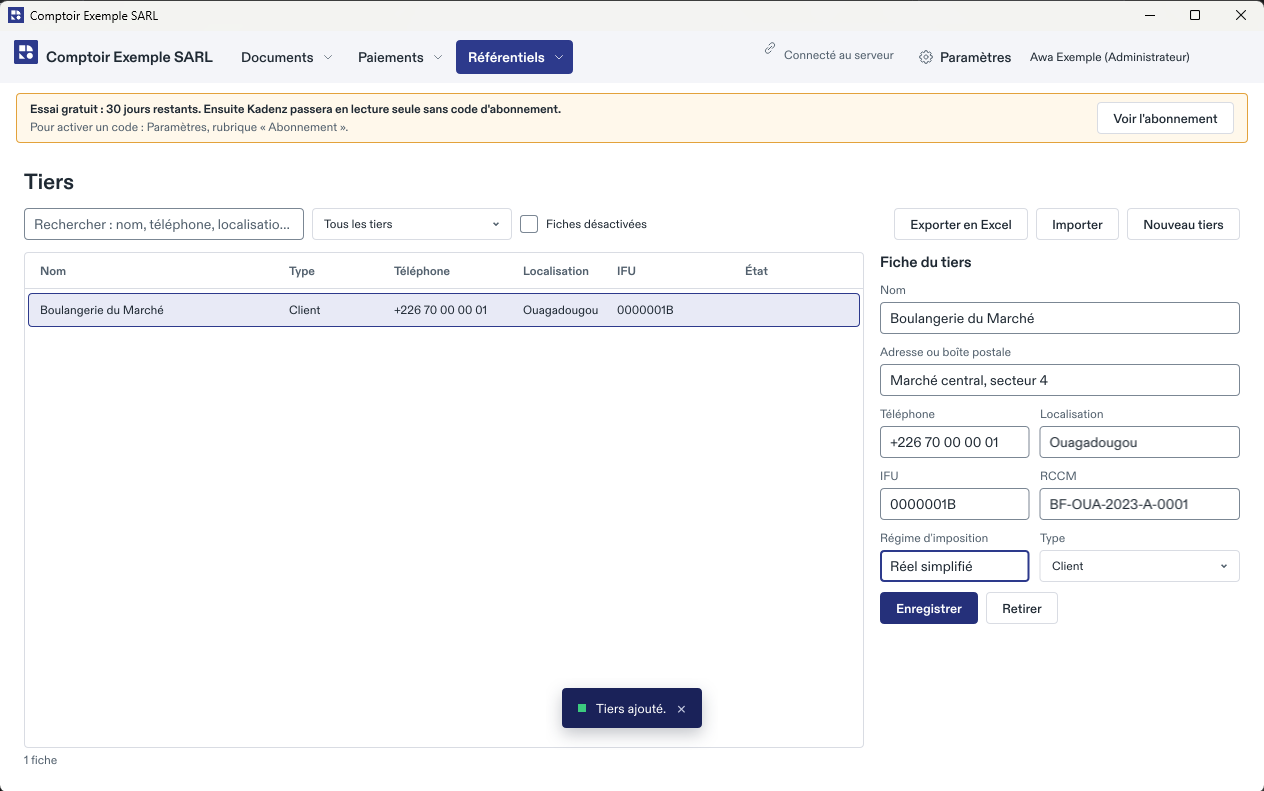 Comptoir Exemple SARL
Comptoir Exemple SARL Documents Paiements Référentiels Connecté au serveur Paramètres Awa Exemple (Administrateur)
Essai gratuit : 30 jours restants. Ensuite Kadenz passera en lecture seule sans code d'abonnement.
Pour activer un code : Paramètres, rubrique « Abonnement ».
Voir l'abonnement
Tiers
Rechercher : nom, téléphone, localisatio... Tous les tiers Fiches désactivées Exporter en Excel Importer Nouveau tiers
Nom Type Téléphone Localisation IFU État
Boulangerie du Marché Client +226 70 00 00 01 Ouagadougou 0000001B
Fiche du tiers
Nom
Boulangerie du Marché
Adresse ou boîte postale
Marché central, secteur 4
Téléphone Localisation
+226 70 00 00 01 Ouagadougou
IFU RCCM
0000001B BF-OUA-2023-A-0001
Régime d'imposition Type
Réel simplifié Client
Enregistrer Retirer
Tiers ajouté.
1 fiche